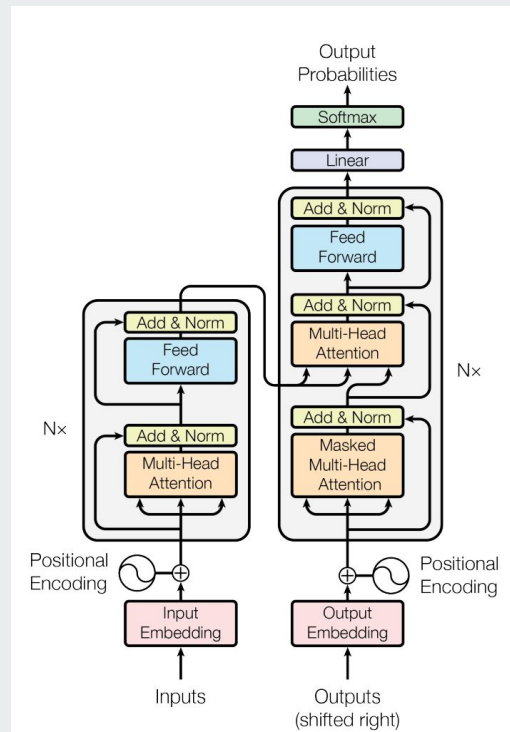 Output
Probabilities
Softmax
Linear
Add & Norm
Feed
Forward
Add & Norm
Multi-Head
Attention
Nx
Add & Norm
Masked
Multi-Head
Attention
Add & Norm
Feed
Forward
Nx
Add & Norm
Multi-Head
Attention
Positional
Encoding
Positional
Encoding
Input
Embedding
Output
Embedding
Inputs
Outputs
(shifted right)